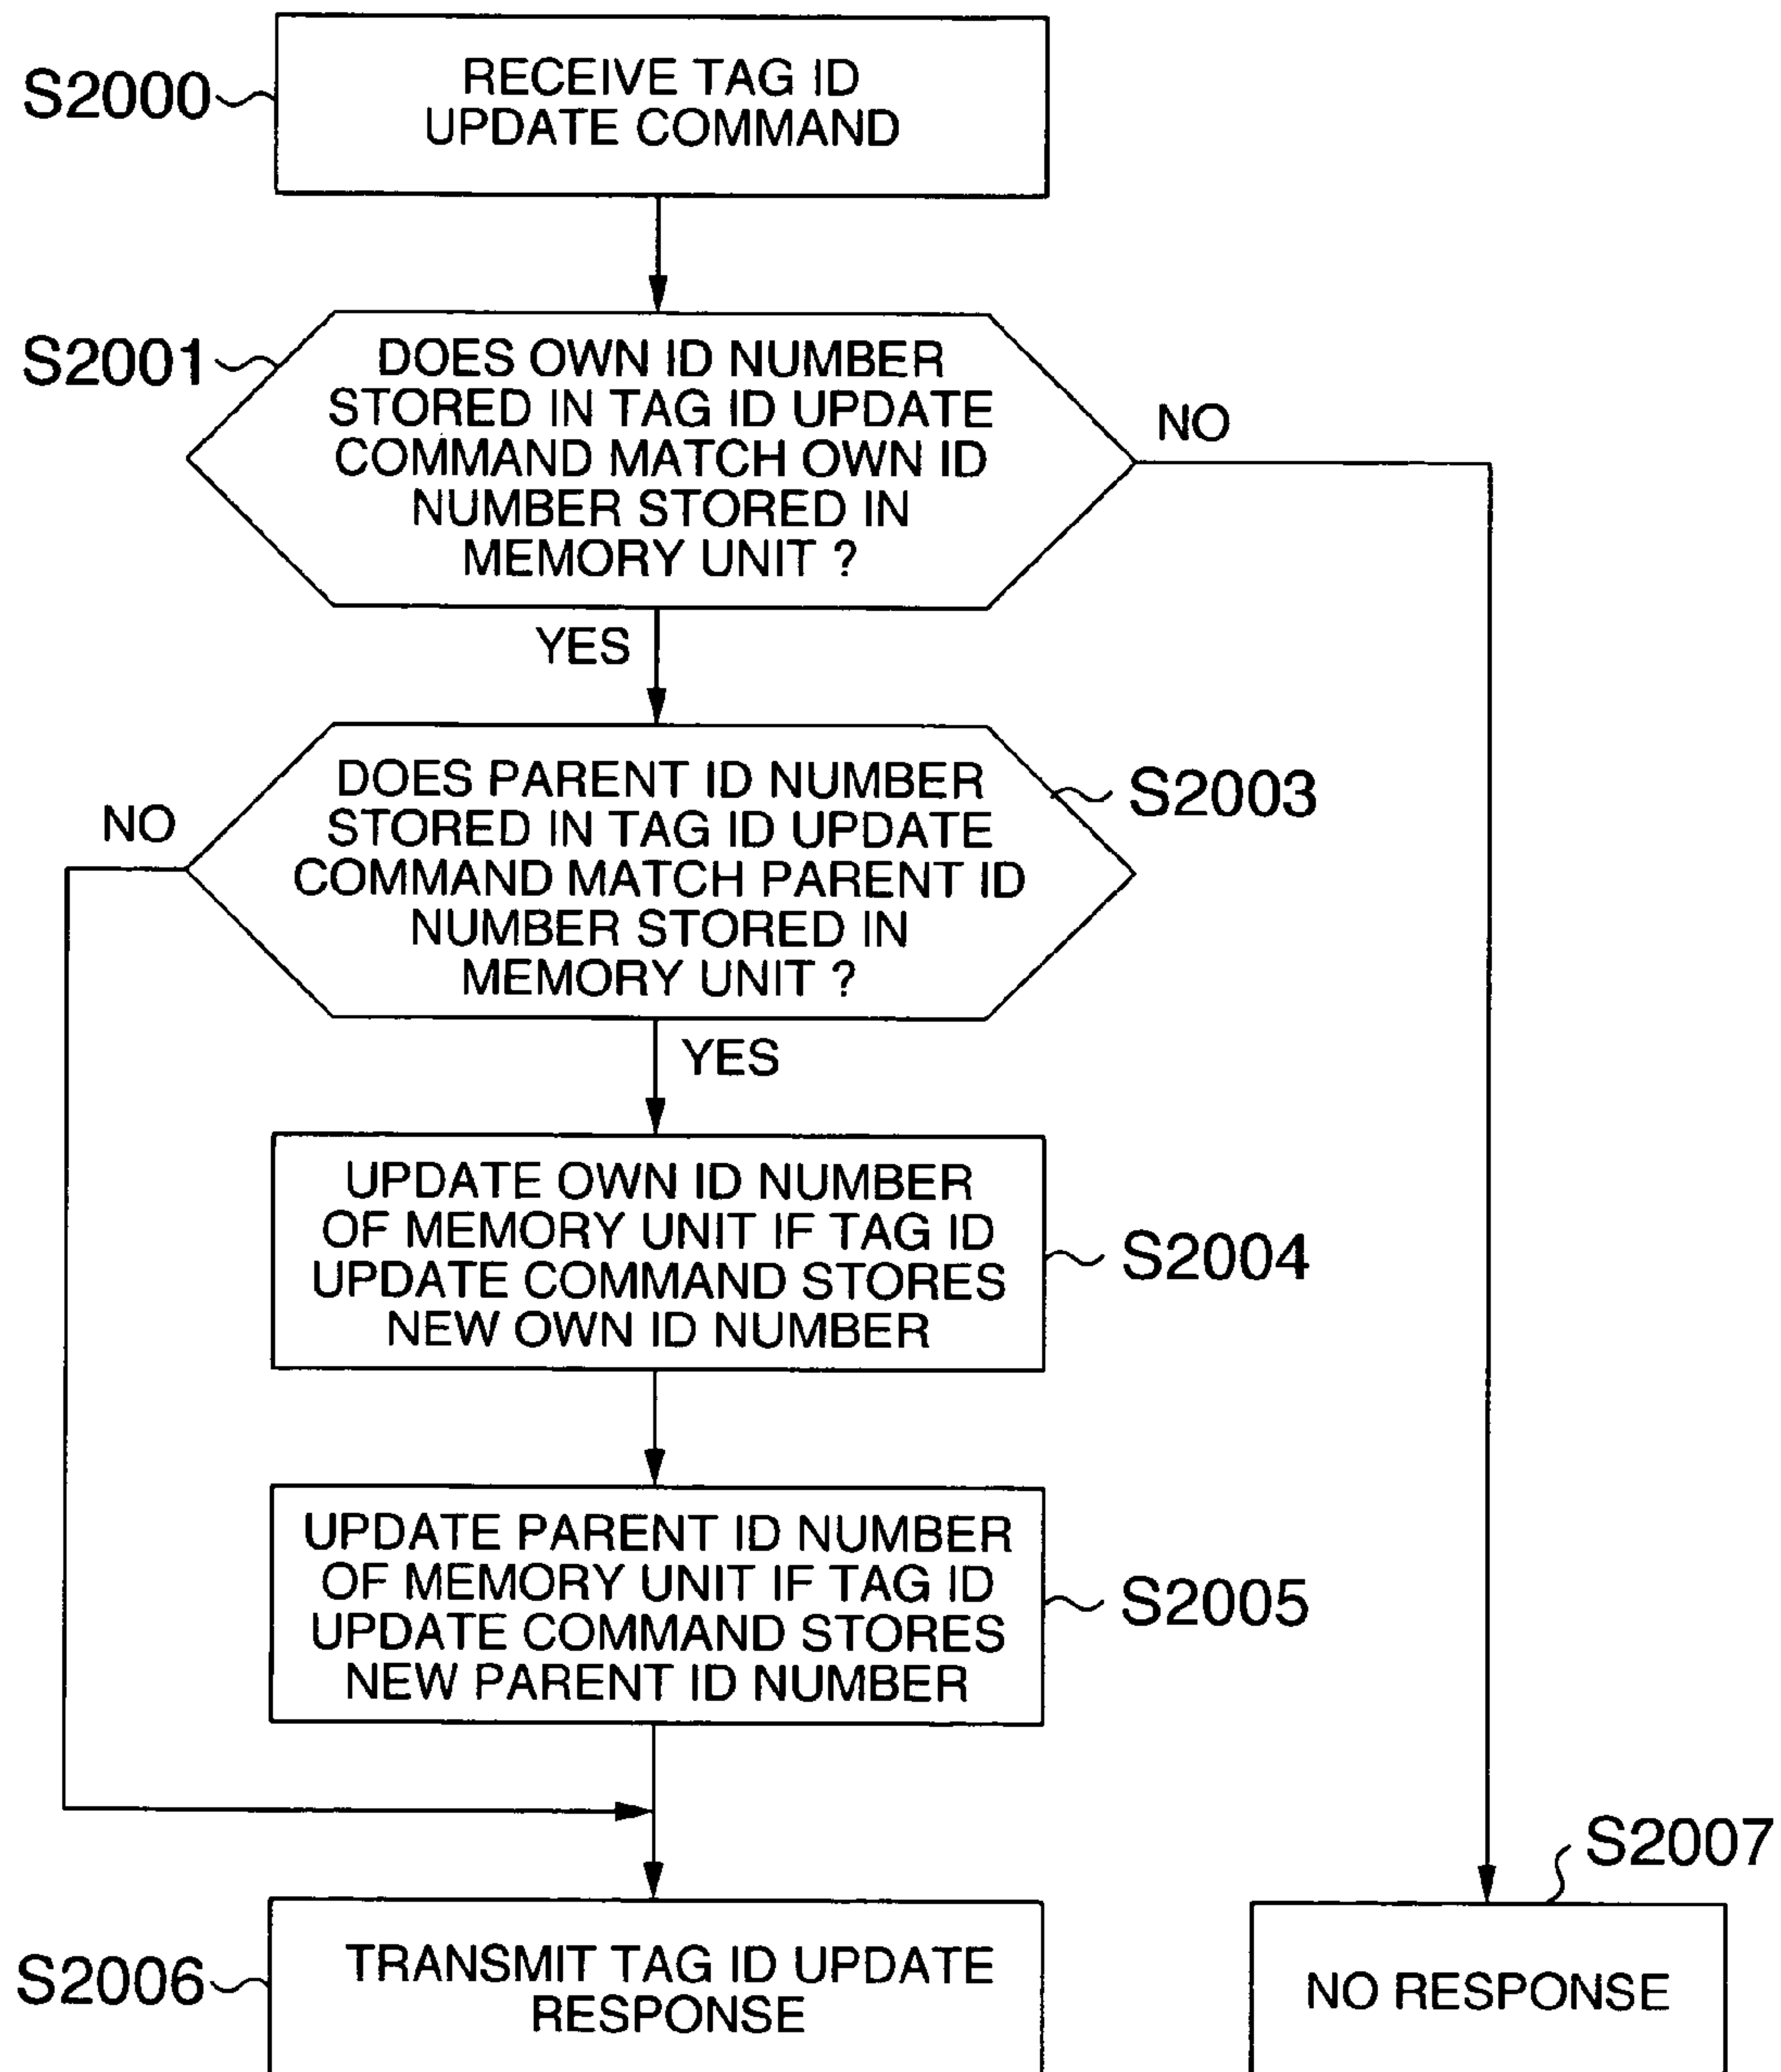 S2000
RECEIVE TAG ID
UPDATE COMMAND
S2001
DOES OWN ID NUMBER
STORED IN TAG ID UPDATE
COMMAND MATCH OWN ID
NUMBER STORED IN
MEMORY UNIT ?
NO
YES
DOES PARENT ID NUMBER
STORED IN TAG ID UPDATE
COMMAND MATCH PARENT ID
NUMBER STORED IN
MEMORY UNIT ?
S2003
NO
YES
UPDATE OWN ID NUMBER
OF MEMORY UNIT IF TAG ID
UPDATE COMMAND STORES
NEW OWN ID NUMBER
S2004
UPDATE PARENT ID NUMBER
OF MEMORY UNIT IF TAG ID
UPDATE COMMAND STORES
NEW PARENT ID NUMBER
S2005
S2006
TRANSMIT TAG ID UPDATE
RESPONSE
S2007
NO RESPONSE